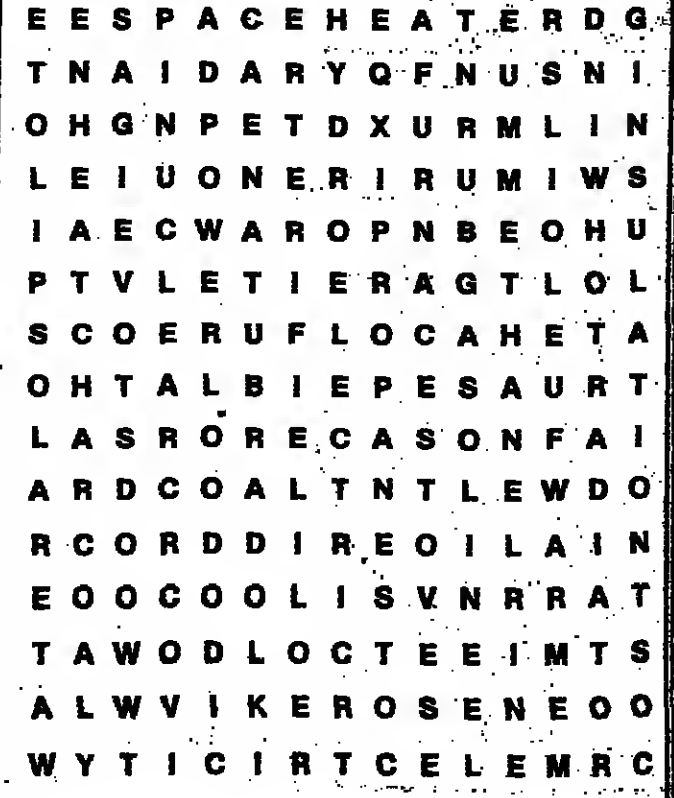 E E S P A C E H E A T E R D G
T N A I D A R Y Q F N U S N I
O H G N P E T D X U R M L I N
L E I U O N E R I R U M I W S
I A E C W A R O P N B E O H U
P T V L E T I E R A G T L O L
S C O E R U F L O C A H E T A
O H T A L B I E P E S A U R T
L A S R O R E C A S O N F A I
A R D C O A L T N T L E W D O
R C O R D D I R E O I L A I N
E O O C O O L I S V N R R A T
T A W O D L O C T E E I M T S
A L W V I K E R O S E N E O O
W Y T I C I R T C E L E M R C